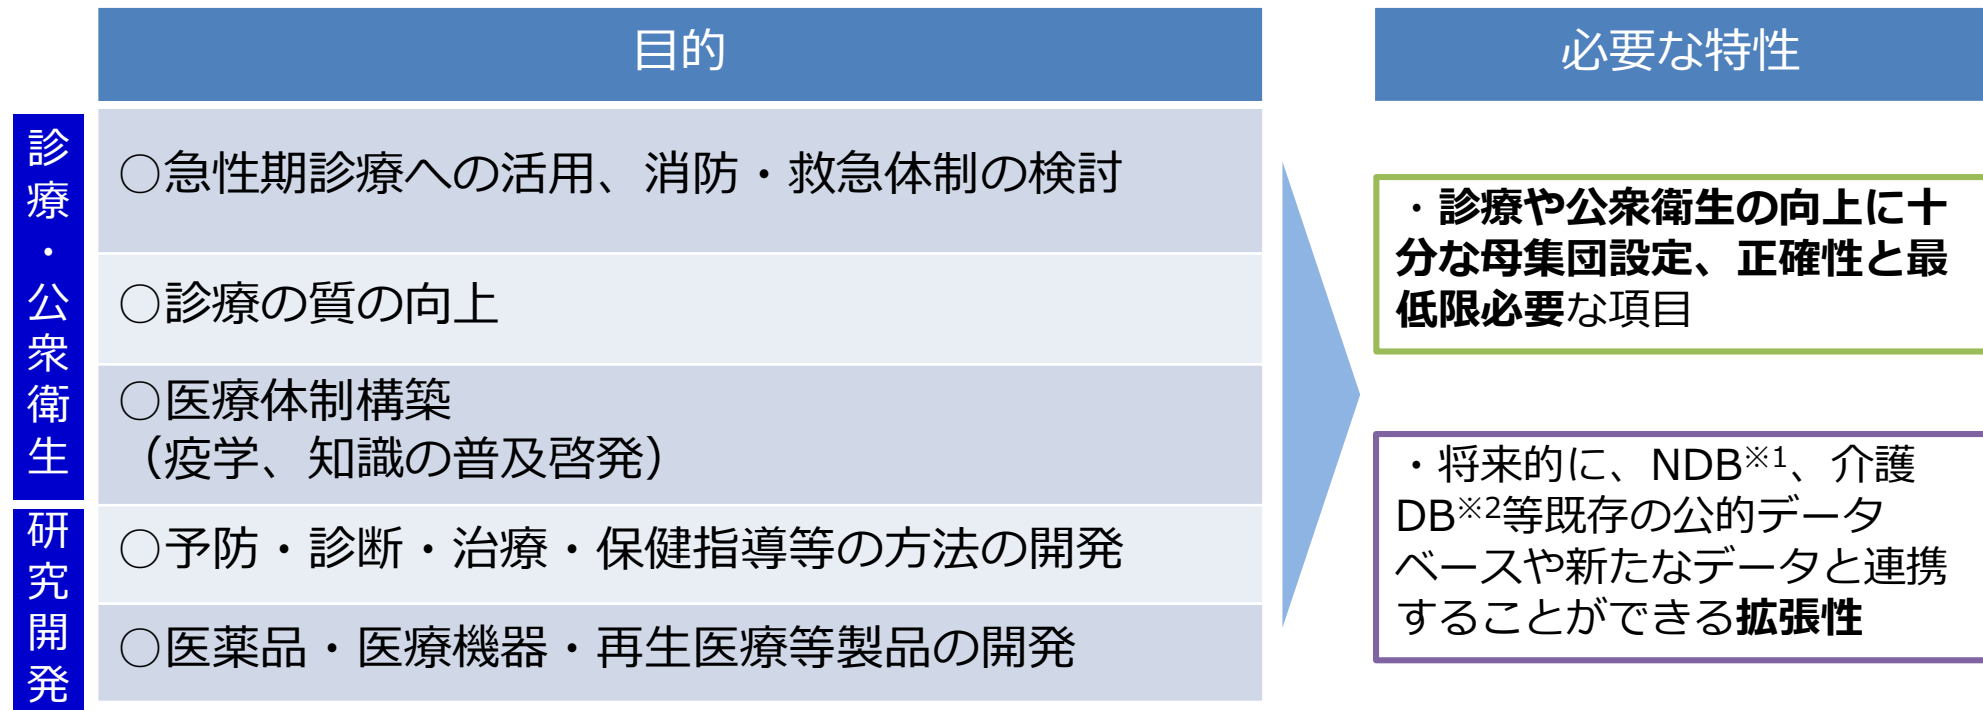 目的
診療・公衆衛生
○急性期診療への活用、消防・救急体制の検討
○診療の質の向上
○医療体制構築
（疫学、知識の普及啓発）
研究開発
○予防・診断・治療・保健指導等の方法の開発
○医薬品・医療機器・再生医療等製品の開発
必要な特性
・診療や公衆衛生の向上に十
分な母集団設定、正確性と最
低限必要な項目
・将来的に、NDB※1、介護
DB※2等既存の公的データ
ベースや新たなデータと連携
することができる拡張性